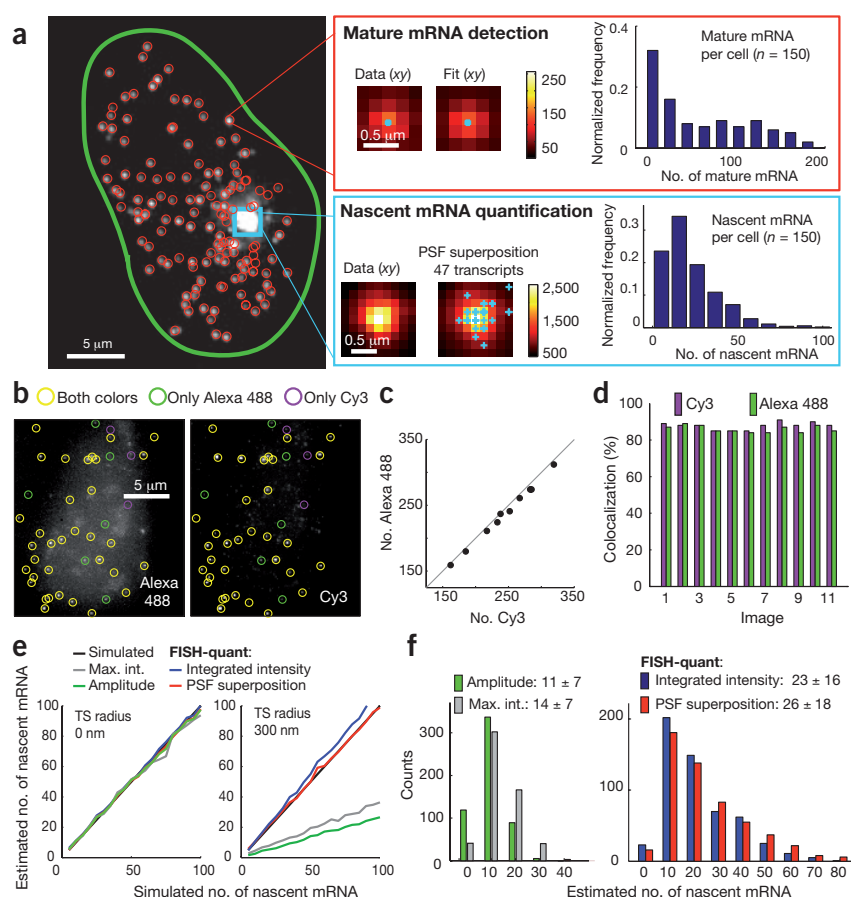 a
Mature mRNA detection
Data (xy)
Fit (xy)
0.5 μm
250
150
50
Normalized frequency
0.4
0.2
0
Mature mRNA
per cell (n = 150)
0
100
200
No. of mature mRNA
5 μm
Nascent mRNA quantification
Data (xy)
PSF superposition
47 transcripts
0.5 μm
2,500
1,500
500
Normalized frequency
0.3
0.2
0.1
0
Nascent mRNA
per cell (n = 150)
0
50
100
No. of nascent mRNA
b
Both colors
Only Alexa 488
Only Cy3
5 μm
Alexa
488
Cy3
c
No. Alexa 488
350
250
150
150
250
350
No. Cy3
d
Cy3
Alexa 488
Colocalization (%)
80
60
40
20
0
1
3
5
7
9
11
Image
e
Simulated
Max. int.
Amplitude
FISH-quant:
Integrated intensity
PSF superposition
Estimated no. of nascent mRNA
100
80
60
40
20
0
TS radius
0 nm
0
50
100
100
80
60
40
20
0
TS radius
300 nm
0
50
100
Simulated no. of nascent mRNA
f
Amplitude: 11 ± 7
Max. int.: 14 ± 7
Counts
300
200
100
0
0 10 20 30 40
FISH-quant:
Integrated intensity: 23 ± 16
PSF superposition: 26 ± 18
200
100
0
0 10 20 30 40 50 60 70 80
Estimated no. of nascent mRNA